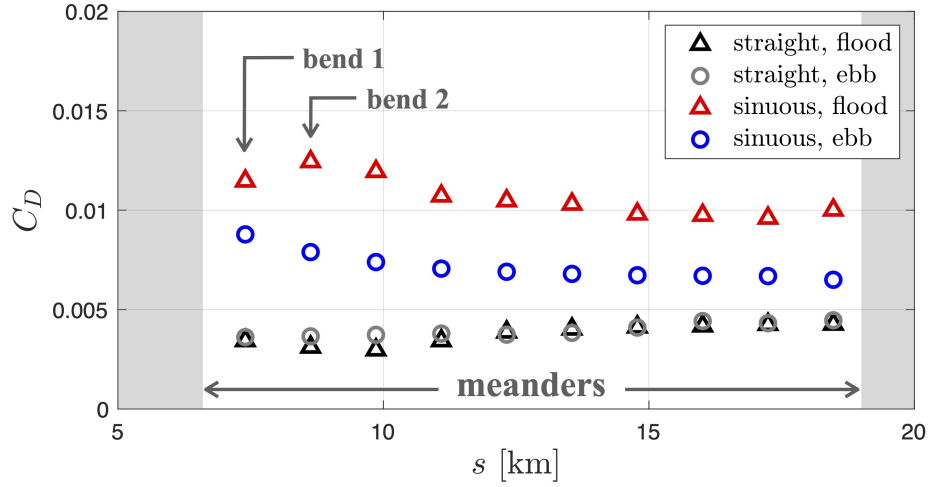 0.02
0.015
0.01
0.005
0
C_D
bend 1
bend 2
straight, flood
straight, ebb
sinuous, flood
sinuous, ebb
meanders
5
10
15
20
s [km]